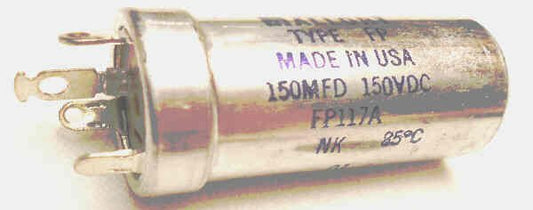 TYPE FP
MADE IN USA
150MFD 150VDC
FP117A
NK 85°C